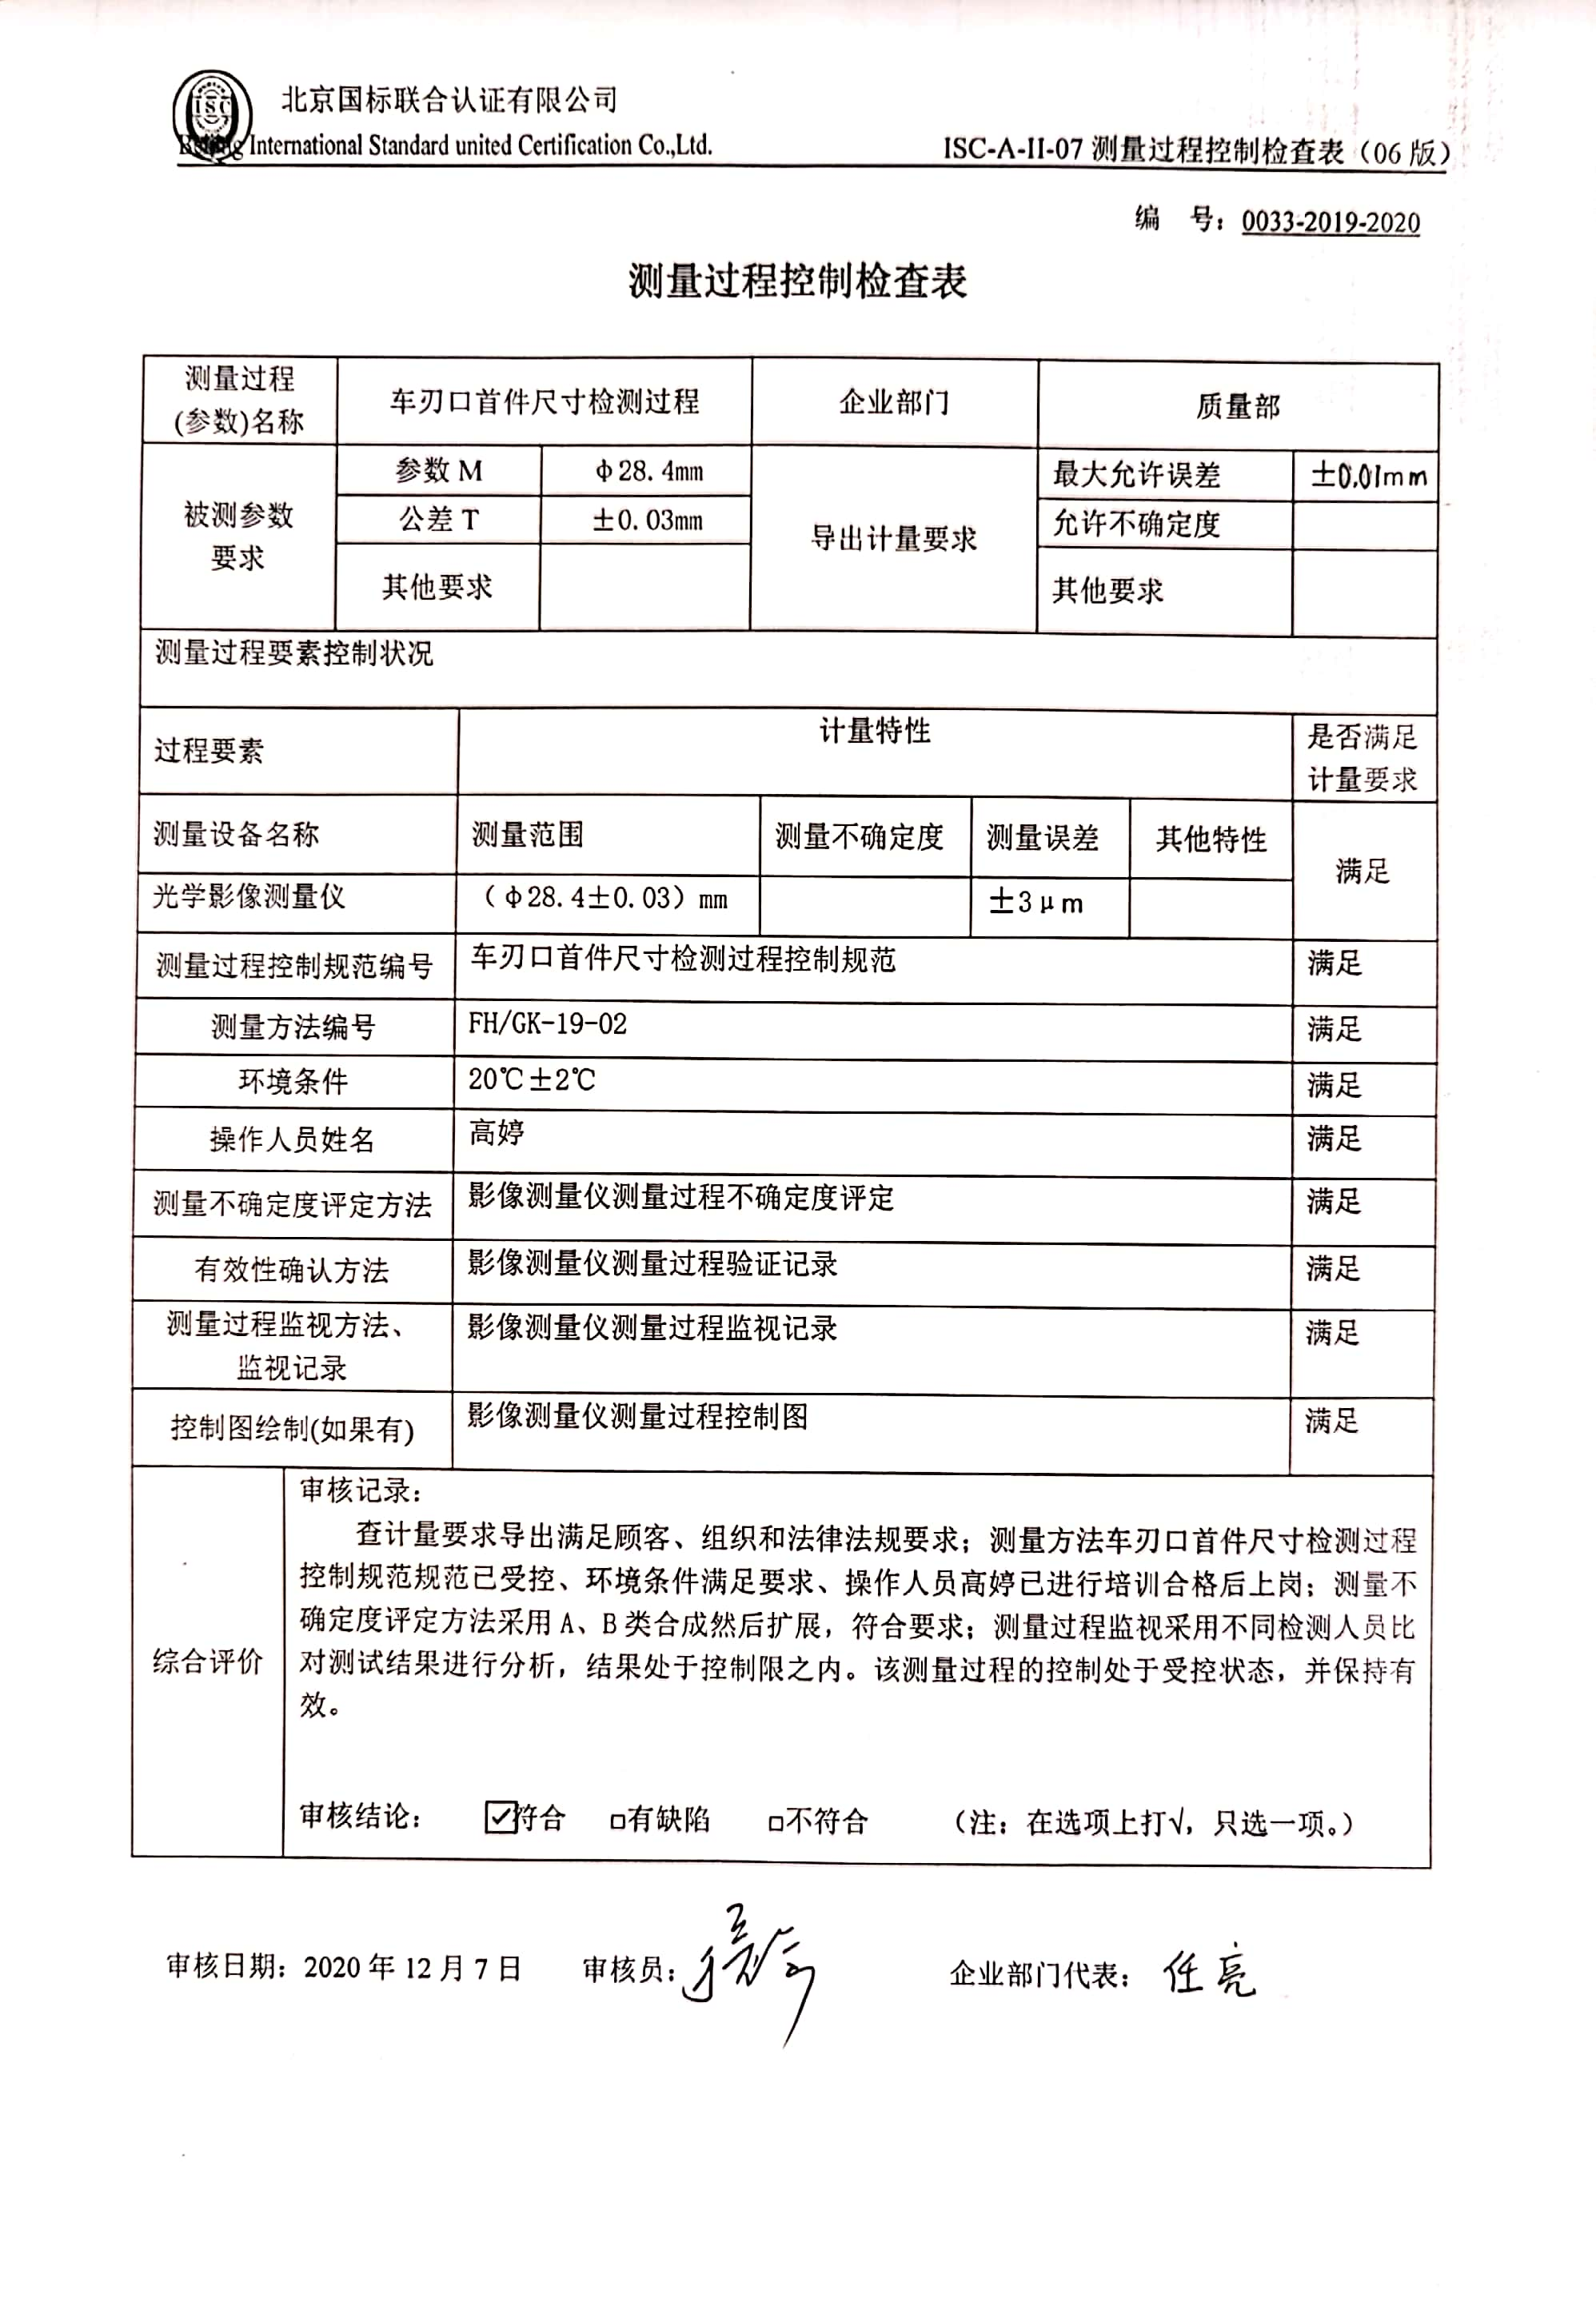 北京国标联合认证有限公司
Beijing International Standard united Certification Co.,Ltd.
ISC-A-II-07 测量过程控制检查表（06 版）
编 号：0033-2019-2020
测量过程控制检查表
测量过程
(参数)名称
车刃口首件尺寸检测过程
企业部门
质量部
被测参数
要求
参数 M
φ28.4mm
导出计量要求
最大允许误差
±0.01mm
公差 T
±0.03mm
允许不确定度
其他要求
其他要求
测量过程要素控制状况
过程要素
计量特性
是否满足
计量要求
测量设备名称
测量范围
测量不确定度
测量误差
其他特性
满足
光学影像测量仪
（φ28.4±0.03）mm
±3μm
测量过程控制规范编号
车刃口首件尺寸检测过程控制规范
满足
测量方法编号
FH/GK-19-02
满足
环境条件
20℃±2℃
满足
操作人员姓名
高婷
满足
测量不确定度评定方法
影像测量仪测量过程不确定度评定
满足
有效性确认方法
影像测量仪测量过程验证记录
满足
测量过程监视方法、
监视记录
影像测量仪测量过程监视记录
满足
控制图绘制(如果有)
影像测量仪测量过程控制图
满足
综合评价
审核记录：
查计量要求导出满足顾客、组织和法律法规要求；测量方法车刃口首件尺寸检测过程
控制规范规范已受控、环境条件满足要求、操作人员高婷已进行培训合格后上岗；测量不
确定度评定方法采用 A、B 类合成然后扩展，符合要求；测量过程监视采用不同检测人员比
对测试结果进行分析，结果处于控制限之内。该测量过程的控制处于受控状态，并保持有
效。
审核结论： ☑符合 □有缺陷 □不符合 （注：在选项上打√，只选一项。）
审核日期：2020 年 12 月 7 日 审核员： 企业部门代表： 任亮